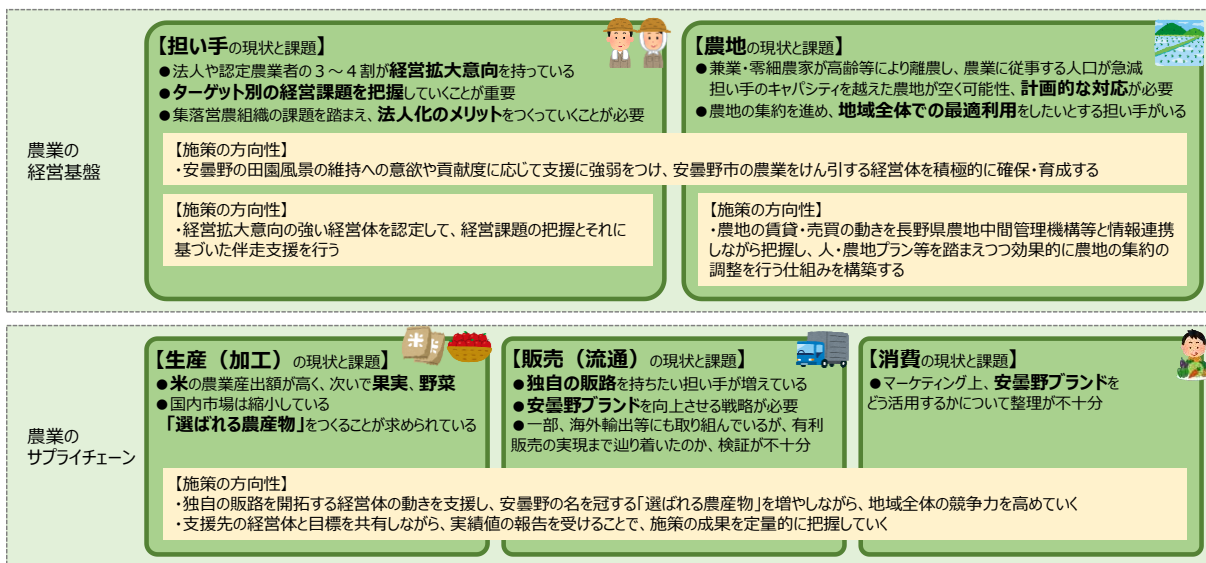 農業の
経営基盤
【担い手の現状と課題】
●法人や認定農業者の３～４割が経営拡大意向を持っている
●ターゲット別の経営課題を把握していくことが重要
●集落営農組織の課題を踏まえ、法人化のメリットをつくっていくことが必要
【農地の現状と課題】
●兼業・零細農家が高齢等により離農し、農業に従事する人口が急減
担い手のキャパシティを越えた農地が空く可能性、計画的な対応が必要
●農地の集約を進め、地域全体での最適利用をしたいとする担い手がいる
【施策の方向性】
・安曇野の田園風景の維持への意欲や貢献度に応じて支援に強弱をつけ、安曇野市の農業をけん引する経営体を積極的に確保・育成する
【施策の方向性】
・経営拡大意向の強い経営体を認定して、経営課題の把握とそれに
基づいた伴走支援を行う
【施策の方向性】
・農地の賃貸・売買の動きを長野県農地中間管理機構等と情報連携
しながら把握し、人・農地プラン等を踏まえつつ効果的に農地の集約の
調整を行う仕組みを構築する
農業の
サプライチェーン
【生産（加工）の現状と課題】
●米の農業産出額が高く、次いで果実、野菜
●国内市場は縮小している
「選ばれる農産物」をつくることが求められている
米
【販売（流通）の現状と課題】
●独自の販路を持ちたい担い手が増えている
●安曇野ブランドを向上させる戦略が必要
●一部、海外輸出等にも取り組んでいるが、有利
販売の実現まで辿り着いたのか、検証が不十分
【消費の現状と課題】
●マーケティング上、安曇野ブランドを
どう活用するかについて整理が不十分
【施策の方向性】
・独自の販路を開拓する経営体の動きを支援し、安曇野の名を冠する「選ばれる農産物」を増やしながら、地域全体の競争力を高めていく
・支援先の経営体と目標を共有しながら、実績値の報告を受けることで、施策の成果を定量的に把握していく